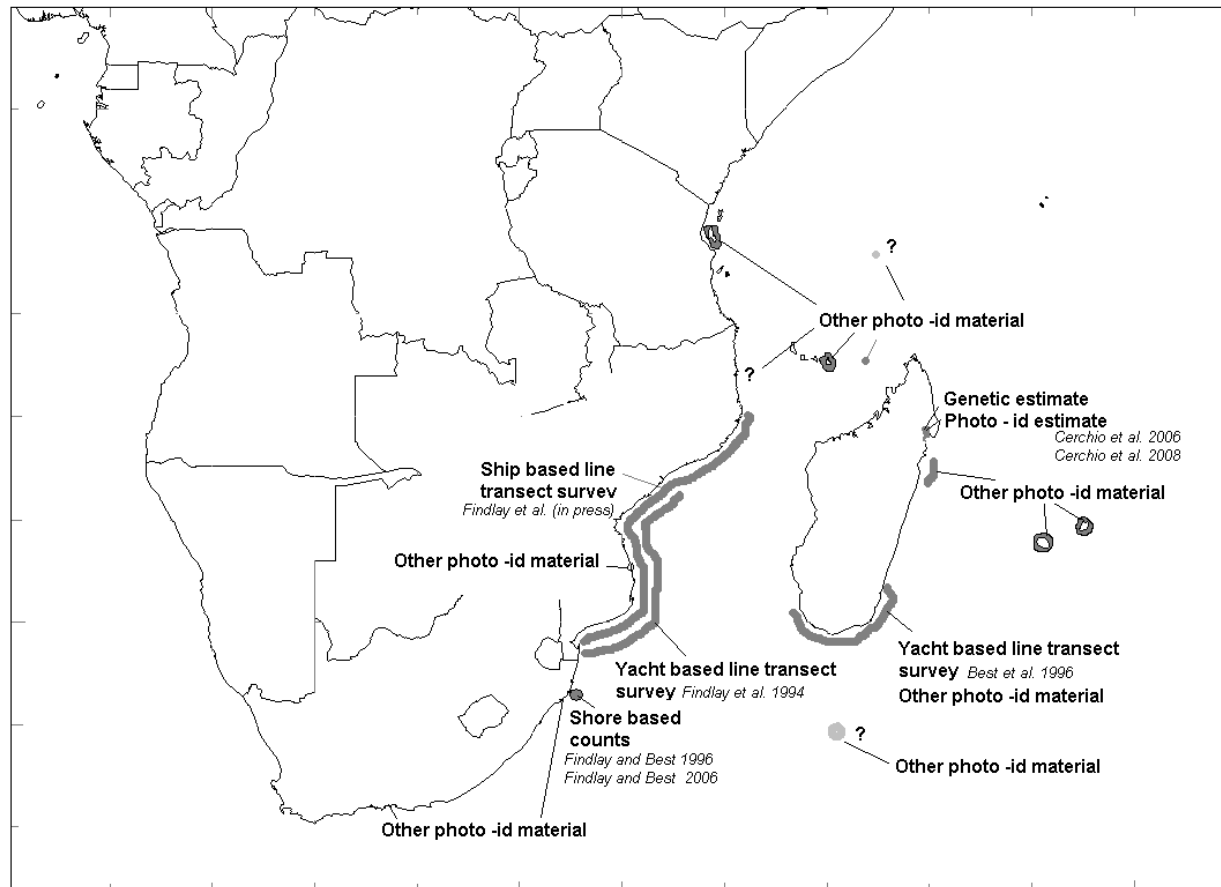 ?
Other photo -id material
?
Genetic estimate
Photo - id estimate
Cerchio et al. 2006
Cerchio et al. 2008
Ship based line
transect survev
Findlay et al. (in press)
Other photo -id material
Other photo -id material
Yacht based line transect
survey Findlay et al. 1994
Yacht based line transect
survey Best et al. 1996
Other photo -id material
Shore based
counts
Findlay and Best 1996
Findlay and Best 2006
?
Other photo -id material
Other photo -id material